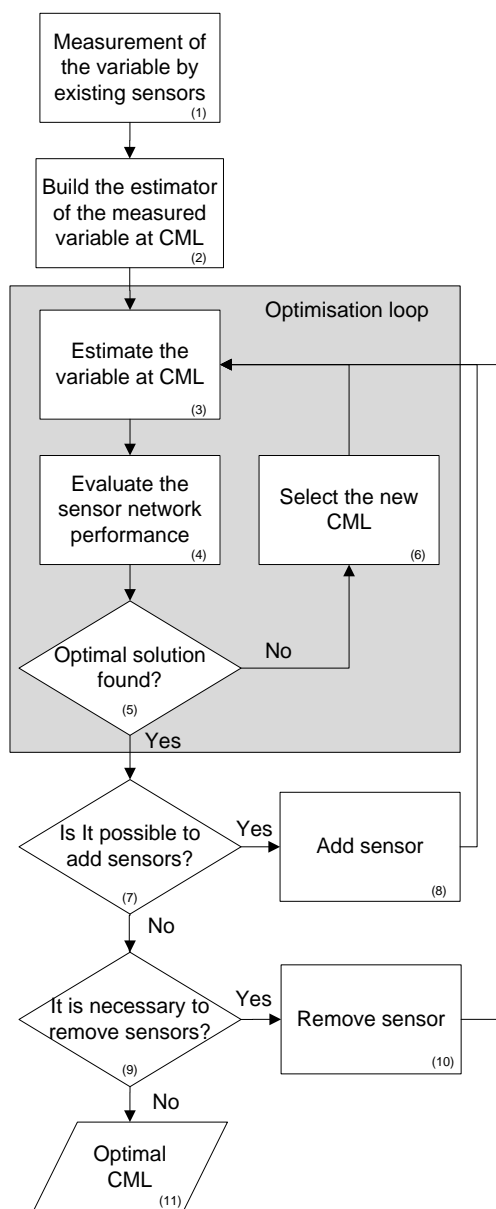 Measurement of
the variable by
existing sensors
(1)
Build the estimator
of the measured
variable at CML
(2)
Optimisation loop
Estimate the
variable at CML
(3)
Evaluate the
sensor network
performance
(4)
Select the new
CML
(6)
Optimal solution
found?
(5)
No
Yes
Is It possible to
add sensors?
(7)
Yes
Add sensor
(8)
No
It is necessary to
remove sensors?
(9)
Yes
Remove sensor
(10)
No
Optimal
CML
(11)